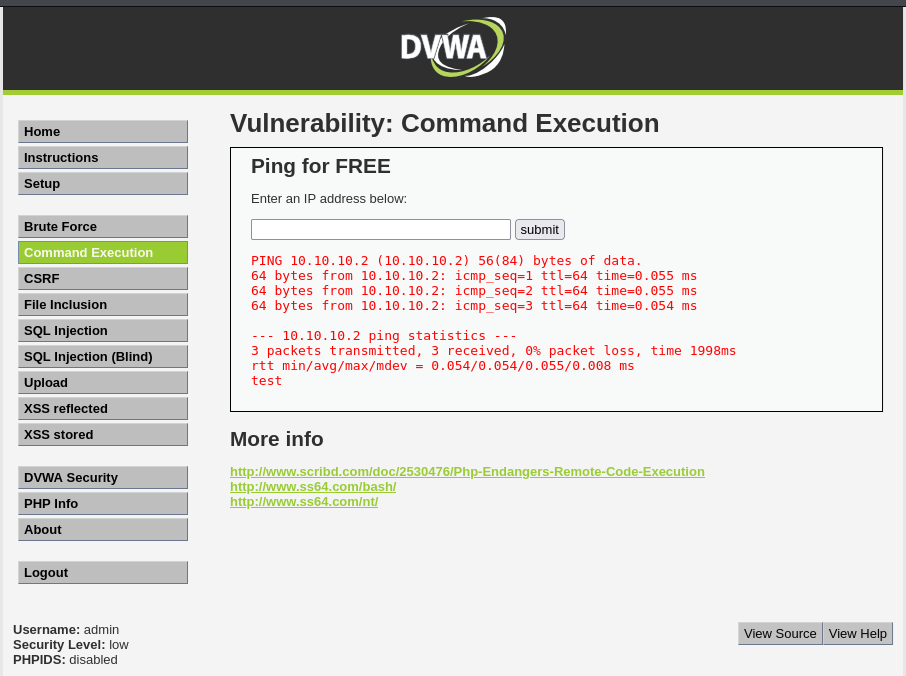 DVWA
Home
Instructions
Setup
Brute Force
Command Execution
CSRF
File Inclusion
SQL Injection
SQL Injection (Blind)
Upload
XSS reflected
XSS stored
DVWA Security
PHP Info
About
Logout
Vulnerability: Command Execution
Ping for FREE
Enter an IP address below:
submit
PING 10.10.10.2 (10.10.10.2) 56(84) bytes of data.
64 bytes from 10.10.10.2: icmp_seq=1 ttl=64 time=0.055 ms
64 bytes from 10.10.10.2: icmp_seq=2 ttl=64 time=0.055 ms
64 bytes from 10.10.10.2: icmp_seq=3 ttl=64 time=0.054 ms
--- 10.10.10.2 ping statistics ---
3 packets transmitted, 3 received, 0% packet loss, time 1998ms
rtt min/avg/max/mdev = 0.054/0.054/0.055/0.008 ms
test
More info
http://www.scribd.com/doc/2530476/Php-Endangers-Remote-Code-Execution
http://www.ss64.com/bash/
http://www.ss64.com/nt/
Username: admin
Security Level: low
PHPIDS: disabled
View Source
View Help